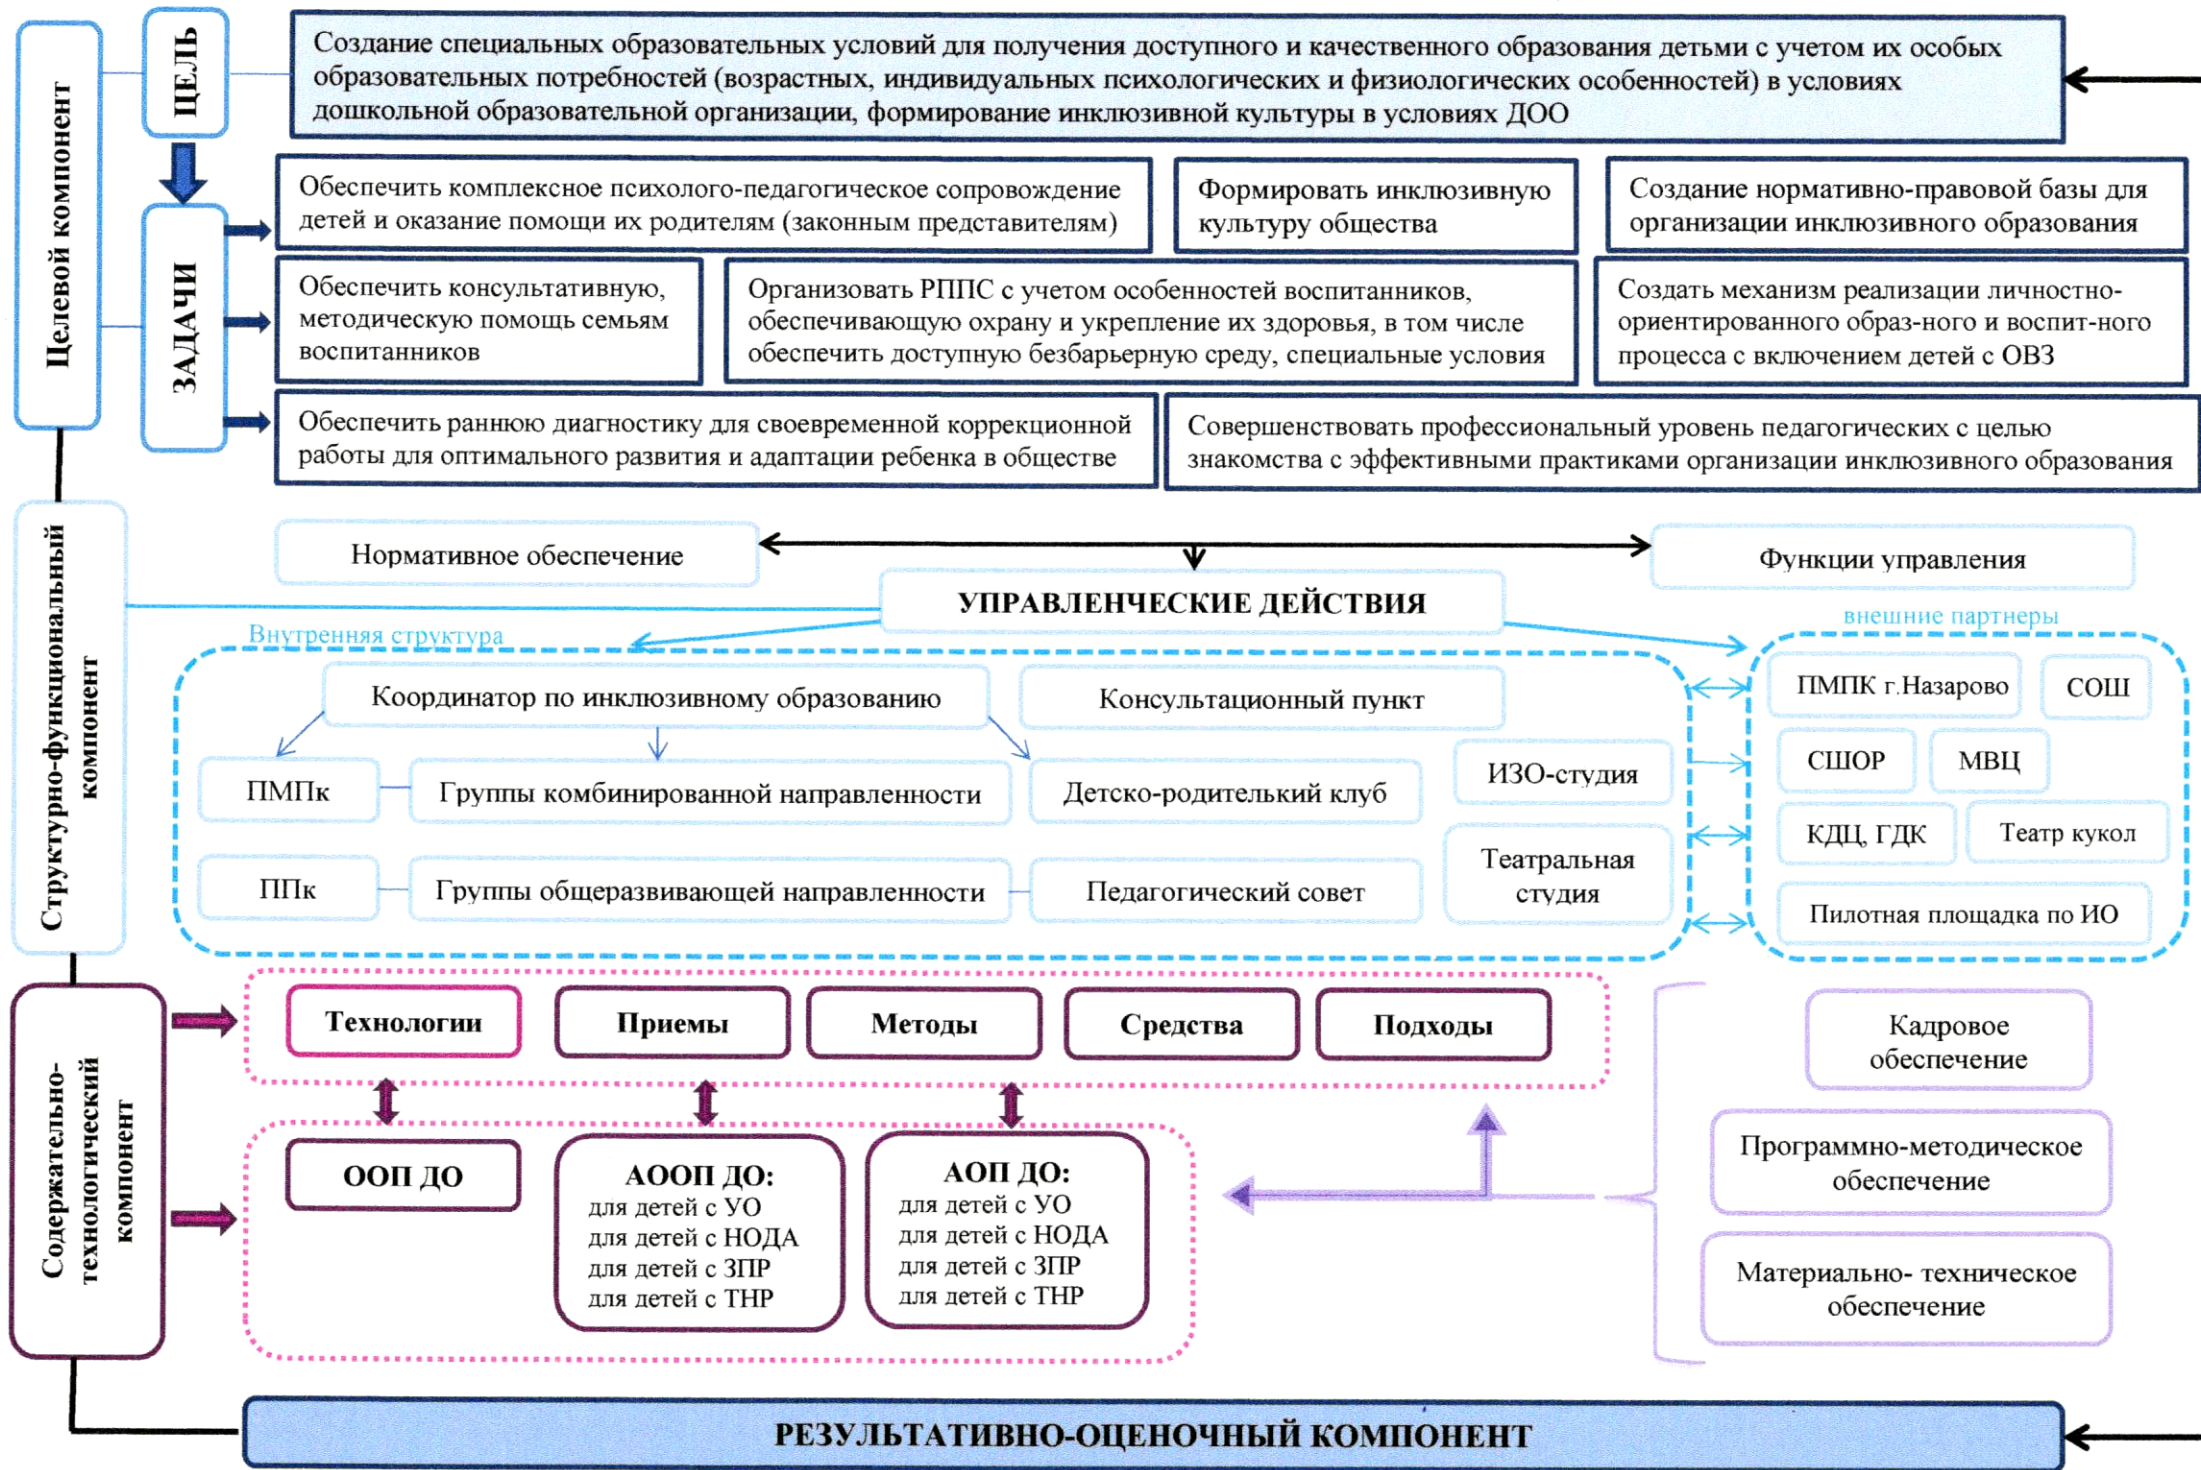 Целевой компонент
ЦЕЛЬ
Создание специальных образовательных условий для получения доступного и качественного образования детьми с учетом их особых
образовательных потребностей (возрастных, индивидуальных психологических и физиологических особенностей) в условиях
дошкольной образовательной организации, формирование инклюзивной культуры в условиях ДОО
ЗАДАЧИ
Обеспечить комплексное психолого-педагогическое сопровождение
детей и оказание помощи их родителям (законным представителям)
Формировать инклюзивную
культуру общества
Создание нормативно-правовой базы для
организации инклюзивного образования
Обеспечить консультативную,
методическую помощь семьям
воспитанников
Организовать РППС с учетом особенностей воспитанников,
обеспечивающую охрану и укрепление их здоровья, в том числе
обеспечить доступную безбарьерную среду, специальные условия
Создать механизм реализации личностно-
ориентированного образ-ного и воспит-ного
процесса с включением детей с ОВЗ
Обеспечить раннюю диагностику для своевременной коррекционной
работы для оптимального развития и адаптации ребенка в обществе
Совершенствовать профессиональный уровень педагогических с целью
знакомства с эффективными практиками организации инклюзивного образования
Структурно-функциональный
компонент
Нормативное обеспечение
Функции управления
УПРАВЛЕНЧЕСКИЕ ДЕЙСТВИЯ
Внутренняя структура
внешние партнеры
Координатор по инклюзивному образованию
Консультационный пункт
ПМПК г.Назарово
СОШ
ПМПк
Группы комбинированной направленности
Детско-родителький клуб
ИЗО-студия
СШОР
МВЦ
КДЦ, ГДК
Театр кукол
ППк
Группы общеразвивающей направленности
Педагогический совет
Театральная
студия
Пилотная площадка по ИО
Содержательно-
технологический
компонент
Технологии
Приемы
Методы
Средства
Подходы
Кадровое
обеспечение
ООП ДО
АООП ДО:
для детей с УО
для детей с НОДА
для детей с ЗПР
для детей с ТНР
АОП ДО:
для детей с УО
для детей с НОДА
для детей с ЗПР
для детей с ТНР
Программно-методическое
обеспечение
Материально- техническое
обеспечение
РЕЗУЛЬТАТИВНО-ОЦЕНОЧНЫЙ КОМПОНЕНТ